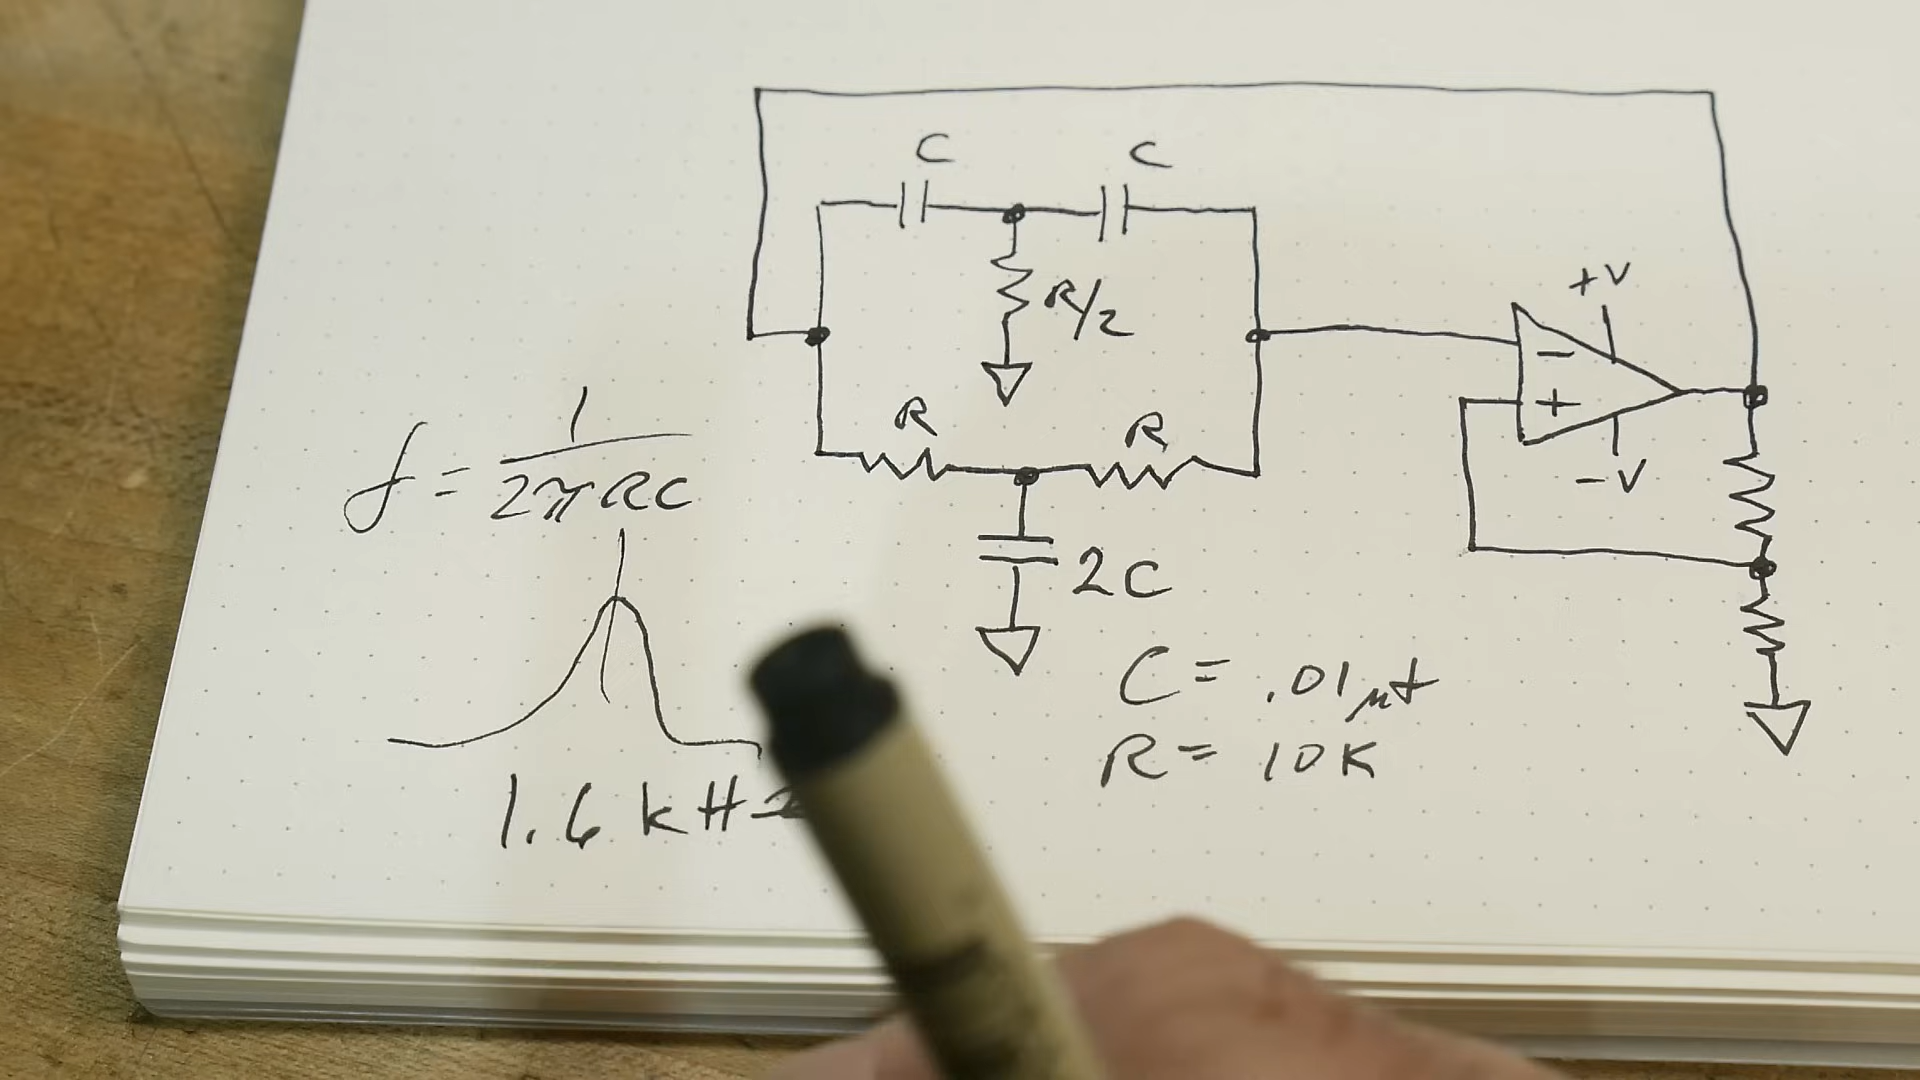 C C
R/2
+V
−
+
−V
R R
f = 1
2πRC
2C
C = .01μf
R = 10K
1.6 kHz